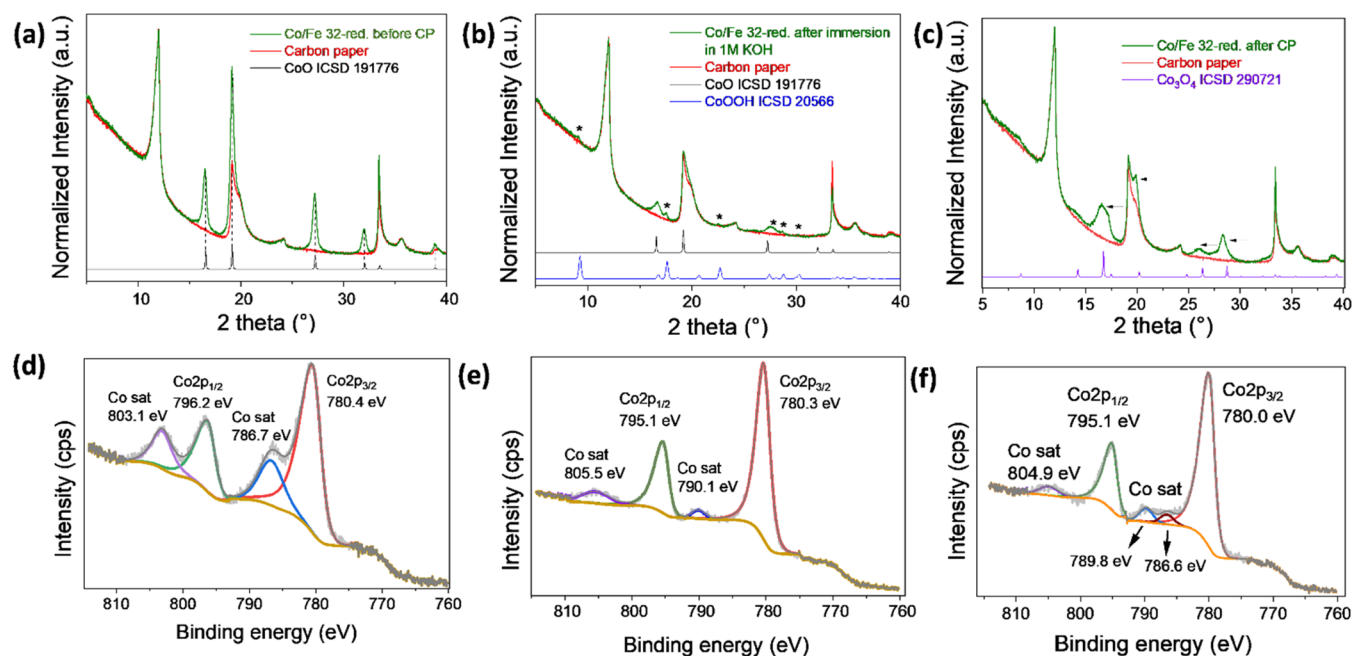 (a)
Co/Fe 32-red. before CP
Carbon paper
CoO ICSD 191776
Normalized Intensity (a.u.)
10 20 30 40
2 theta (°)
(b)
Co/Fe 32-red. after immersion
in 1M KOH
Carbon paper
CoO ICSD 191776
CoOOH ICSD 20566
* * * * * * *
Normalized Intensity (a.u.)
10 15 20 25 30 35 40
2 theta (°)
(c)
Co/Fe 32-red. after CP
Carbon paper
Co₃O₄ ICSD 290721
Normalized Intensity (a.u.)
5 10 15 20 25 30 35 40
2 theta (°)
(d)
Co2p3/2
780.4 eV
Co2p1/2
796.2 eV
Co sat
803.1 eV
Co sat
786.7 eV
Intensity (cps)
810 800 790 780 770 760
Binding energy (eV)
(e)
Co2p3/2
780.3 eV
Co2p1/2
795.1 eV
Co sat
805.5 eV
Co sat
790.1 eV
Intensity (cps)
810 800 790 780 770 760
Binding energy (eV)
(f)
Co2p3/2
780.0 eV
Co2p1/2
795.1 eV
Co sat
804.9 eV
Co sat
789.8 eV
786.6 eV
Intensity (cps)
810 800 790 780 770 760
Binding energy (eV)